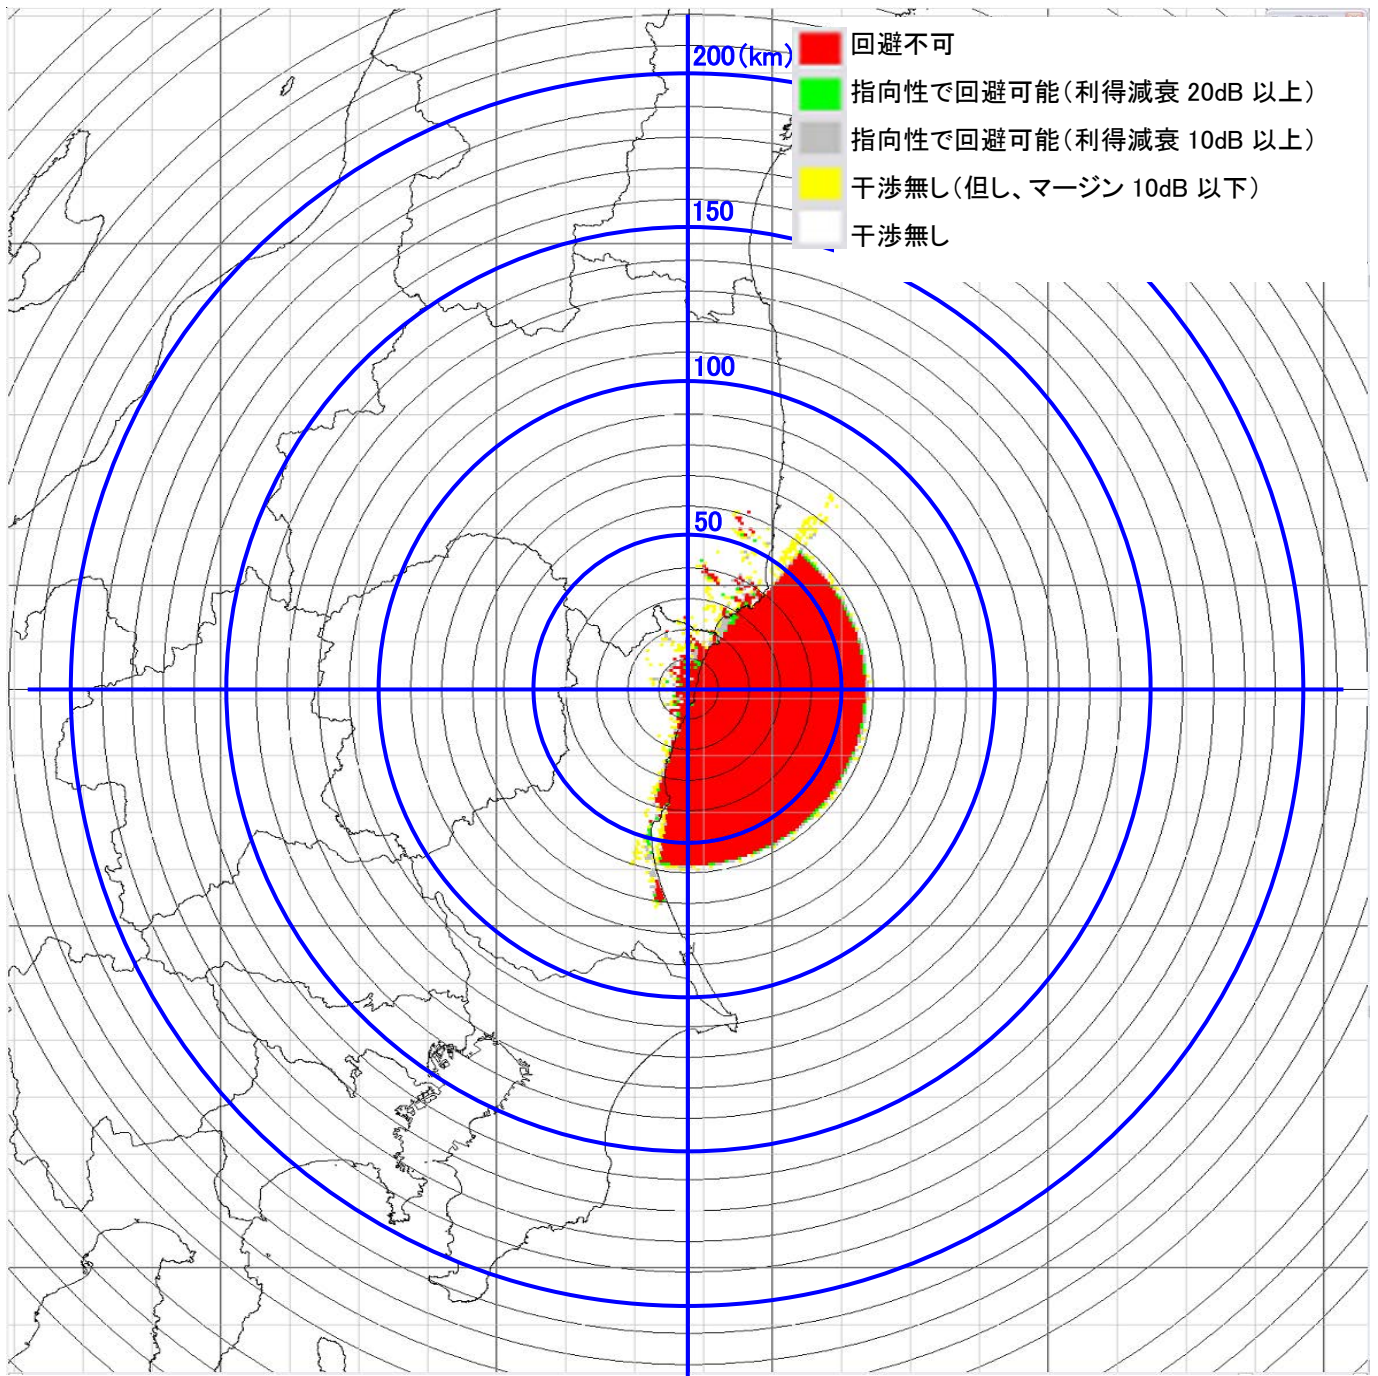 200(km)
回避不可
指向性で回避可能(利得減衰 20dB 以上)
指向性で回避可能(利得減衰 10dB 以上)
干渉無し(但し、マージン 10dB 以下)
150
干渉無し
100
50